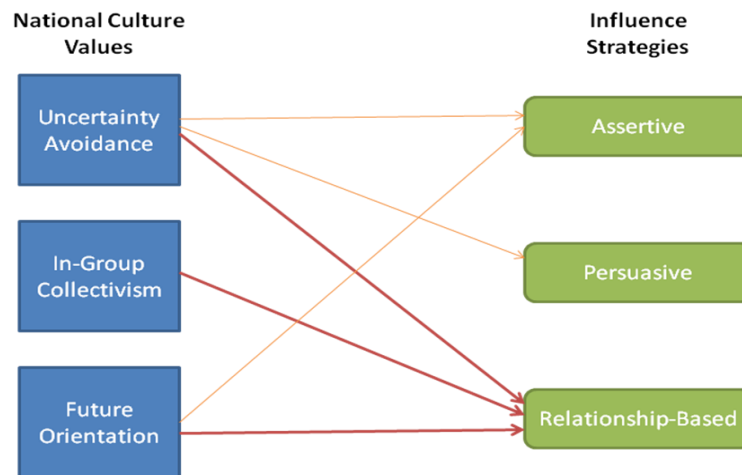 National Culture
Values
Influence
Strategies
Uncertainty
Avoidance
Assertive
In-Group
Collectivism
Persuasive
Future
Orientation
Relationship-Based